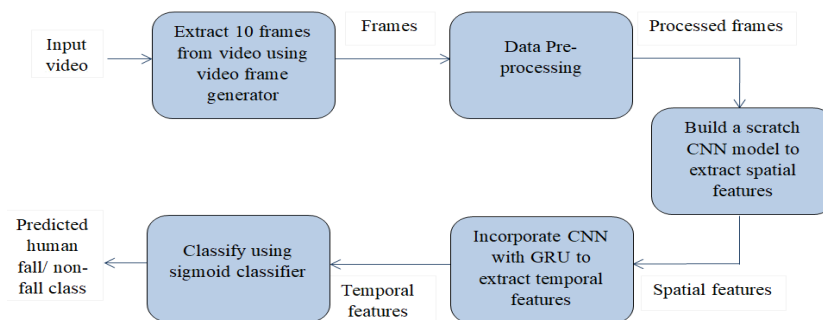 Input
video
Extract 10 frames
from video using
video frame
generator
Frames
Data Pre-
processing
Processed frames
Build a scratch
CNN model to
extract spatial
features
Spatial features
Incorporate CNN
with GRU to
extract temporal
features
Temporal
features
Classify using
sigmoid classifier
Predicted
human
fall/ non-
fall class